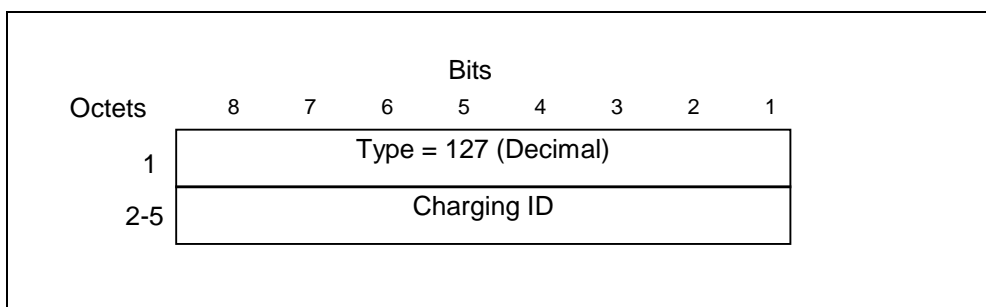 Bits
Octets 8 7 6 5 4 3 2 1
1 Type = 127 (Decimal)
2-5 Charging ID